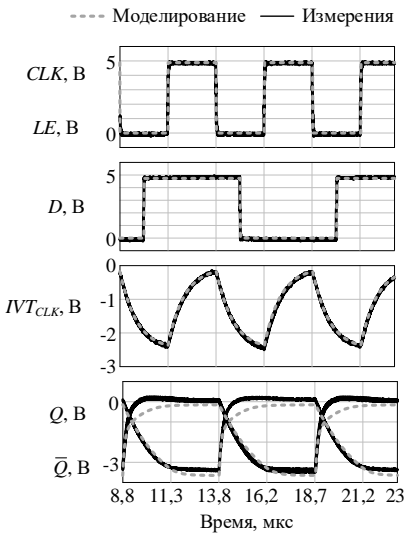 Моделирование Измерения
CLK, В
5
LE, В
0
5
D, В
0
0
-1
IVT_CLK, В
-2
-3
0
Q, В
-3
Q̅, В
8,8 11,3 13,8 16,2 18,7 21,2 23
Время, мкс